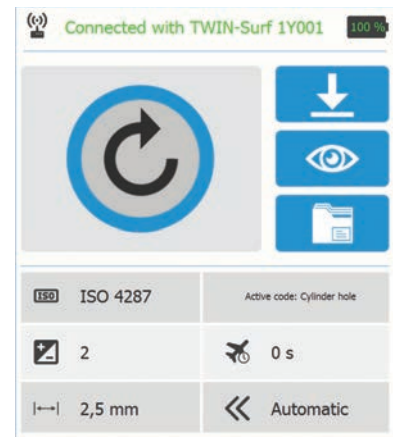 Connected with TWIN-Surf 1Y001 100 %
ISO ISO 4287 Active code: Cylinder hole
2 0 s
2,5 mm Automatic